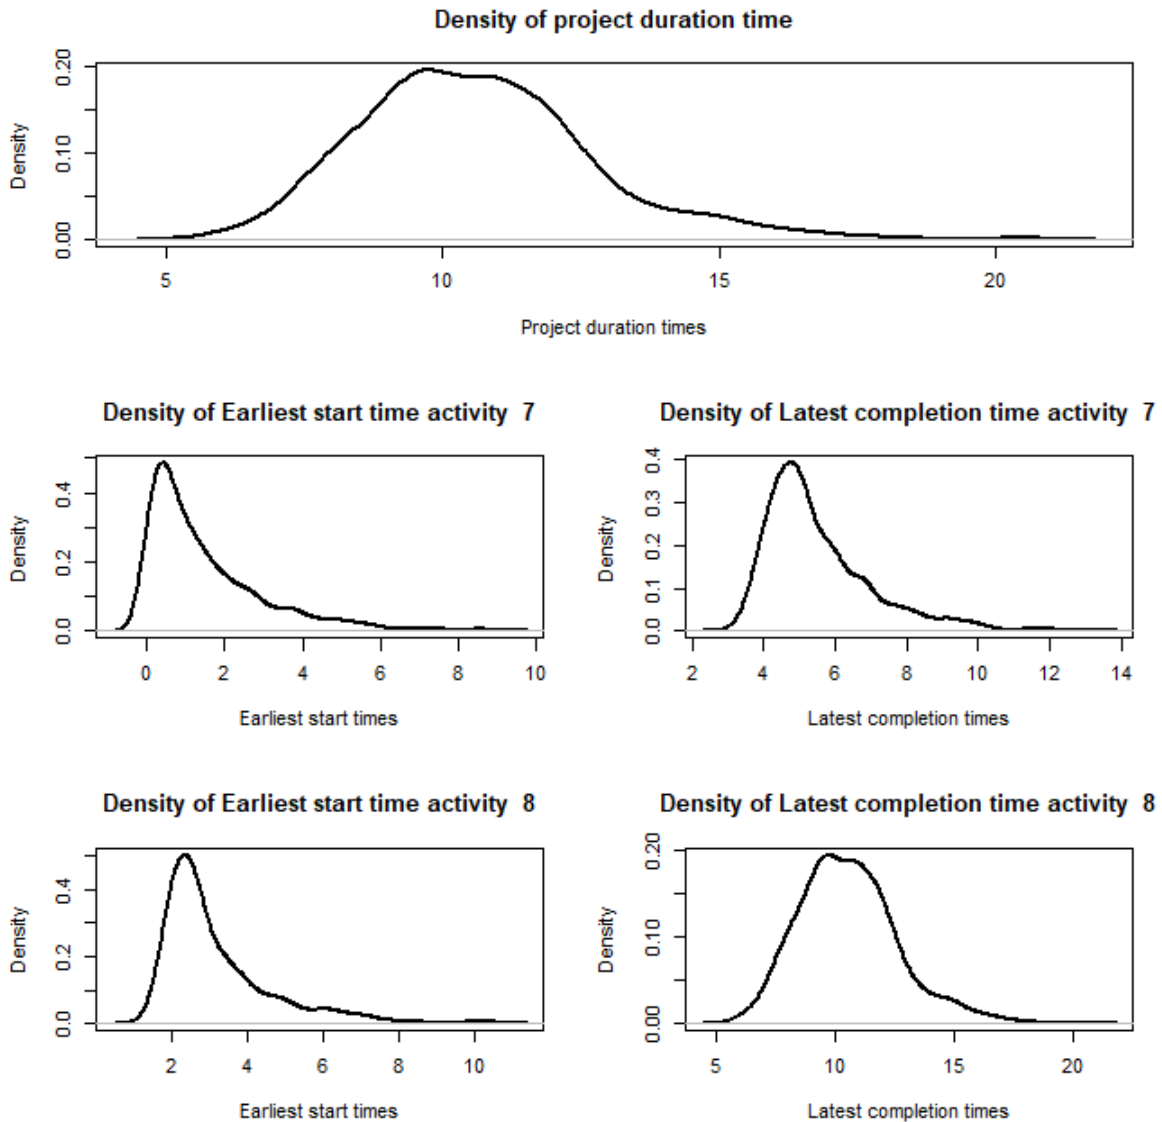 Density of project duration time
Density
0.00 0.10 0.20
5 10 15 20
Project duration times
Density of Earliest start time activity 7
Density
0.0 0.2 0.4
0 2 4 6 8 10
Earliest start times
Density of Latest completion time activity 7
Density
0.0 0.1 0.2 0.3 0.4
2 4 6 8 10 12 14
Latest completion times
Density of Earliest start time activity 8
Density
0.0 0.2 0.4
2 4 6 8 10
Earliest start times
Density of Latest completion time activity 8
Density
0.00 0.10 0.20
5 10 15 20
Latest completion times